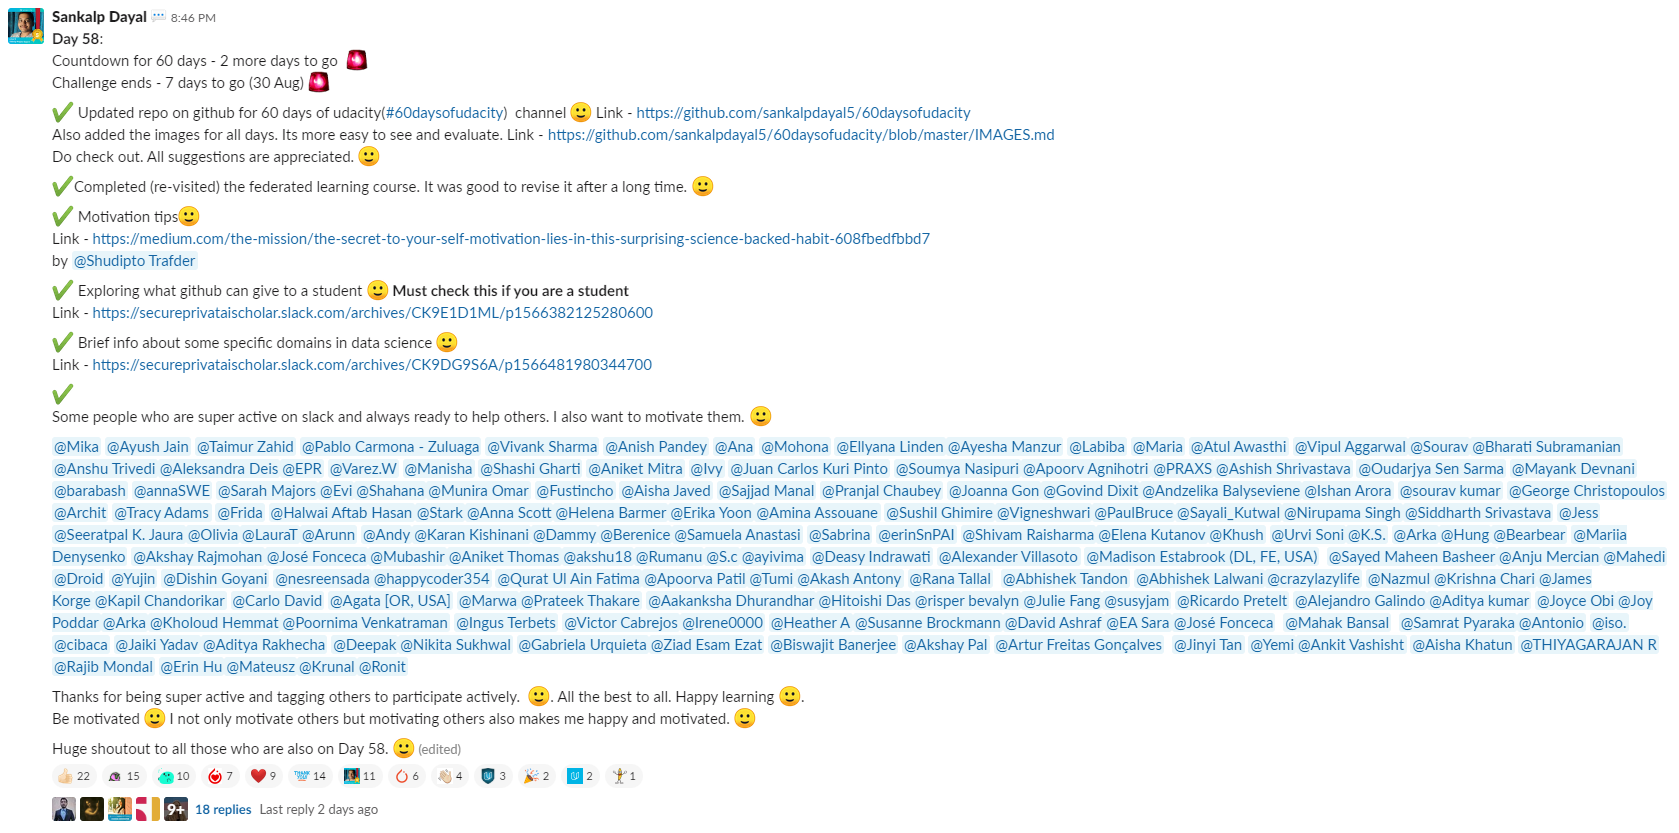 Sankalp Dayal 8:46 PM
Day 58:
Countdown for 60 days - 2 more days to go
Challenge ends - 7 days to go (30 Aug)
Updated repo on github for 60 days of udacity(#60daysofudacity) channel Link - https://github.com/sankalpdayal5/60daysofudacity
Also added the images for all days. Its more easy to see and evaluate. Link - https://github.com/sankalpdayal5/60daysofudacity/blob/master/IMAGES.md
Do check out. All suggestions are appreciated.
Completed (re-visited) the federated learning course. It was good to revise it after a long time.
Motivation tips
Link - https://medium.com/the-mission/the-secret-to-your-self-motivation-lies-in-this-surprising-science-backed-habit-608fbedfbbd7
by @Shudipto Trafder
Exploring what github can give to a student Must check this if you are a student
Link - https://secureprivataischolar.slack.com/archives/CK9E1D1ML/p1566382125280600
Brief info about some specific domains in data science
Link - https://secureprivataischolar.slack.com/archives/CK9DG9S6A/p1566481980344700
Some people who are super active on slack and always ready to help others. I also want to motivate them.
@Mika @Ayush Jain @Taimur Zahid @Pablo Carmona - Zuluaga @Vivank Sharma @Anish Pandey @Ana @Mohona @Ellyana Linden @Ayesha Manzur @Labiba @Maria @Atul Awasthi @Vipul Aggarwal @Sourav @Bharati Subramanian
@Anshu Trivedi @Aleksandra Deis @EPR @Varez.W @Manisha @Shashi Gharti @Aniket Mitra @Ivy @Juan Carlos Kuri Pinto @Soumya Nasipuri @Apoorv Agnihotri @PRAXS @Ashish Shrivastava @Oudarjya Sen Sarma @Mayank Devnani
@barabash @annaSWE @Sarah Majors @Evi @Shahana @Munira Omar @Fustincho @Aisha Javed @Sajjad Manal @Pranjal Chaubey @Joanna Gon @Govind Dixit @Andzelika Balyseviene @Ishan Arora @sourav kumar @George Christopoulos
@Archit @Tracy Adams @Frida @Halwai Aftab Hasan @Stark @Anna Scott @Helena Barmer @Erika Yoon @Amina Assouane @Sushil Ghimire @Vigneshwari @PaulBruce @Sayali_Kutwal @Nirupama Singh @Siddharth Srivastava @Jess
@Seeratpal K. Jaura @Olivia @LauraT @Arunn @Andy @Karan Kishinani @Dammy @Berenice @Samuela Anastasi @Sabrina @erinSnPAI @Shivam Raisharma @Elena Kutanov @Khush @Urvi Soni @K.S. @Arka @Hung @Bearbear @Mariia
Denysenko @Akshay Rajmohan @José Fonceca @Mubashir @Aniket Thomas @akshu18 @Rumanu @S.c @ayivima @Deasy Indrawati @Alexander Villasoto @Madison Estabrook (DL, FE, USA) @Sayed Maheen Basheer @Anju Mercian @Mahedi
@Droid @Yujin @Dishin Goyani @nesreensada @happycoder354 @Qurat Ul Ain Fatima @Apoorva Patil @Tumi @Akash Antony @Rana Tallal @Abhishek Tandon @Abhishek Lalwani @crazylazylife @Nazmul @Krishna Chari @James
Korge @Kapil Chandorikar @Carlo David @Agata [OR, USA] @Marwa @Prateek Thakare @Aakanksha Dhurandhar @Hitoishi Das @risper bevalyn @Julie Fang @susyjam @Ricardo Pretelt @Alejandro Galindo @Aditya kumar @Joyce Obi @Joy
Poddar @Arka @Kholoud Hemmat @Poornima Venkatraman @Ingus Terbets @Victor Cabrejos @Irene0000 @Heather A @Susanne Brockmann @David Ashraf @EA Sara @José Fonceca @Mahak Bansal @Samrat Pyaraka @Antonio @iso.
@cibaca @Jaiki Yadav @Aditya Rakhecha @Deepak @Nikita Sukhwal @Gabriela Urquieta @Ziad Esam Ezat @Biswajit Banerjee @Akshay Pal @Artur Freitas Gonçalves @Jinyi Tan @Yemi @Ankit Vashisht @Aisha Khatun @THIYAGARAJAN R
@Rajib Mondal @Erin Hu @Mateusz @Krunal @Ronit
Thanks for being super active and tagging others to participate actively. . All the best to all. Happy learning .
Be motivated I not only motivate others but motivating others also makes me happy and motivated.
Huge shoutout to all those who are also on Day 58. (edited)
22 15 10 7 9 THANK YOU 14 11 6 4 3 2 2 1
9+ 18 replies Last reply 2 days ago